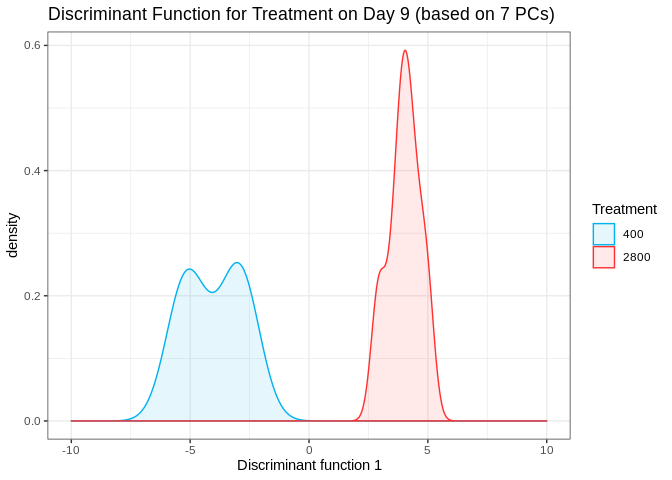 Discriminant Function for Treatment on Day 9 (based on 7 PCs)
0.6
0.4
0.2
0.0
density
-10
-5
0
5
10
Discriminant function 1
Treatment
400
2800